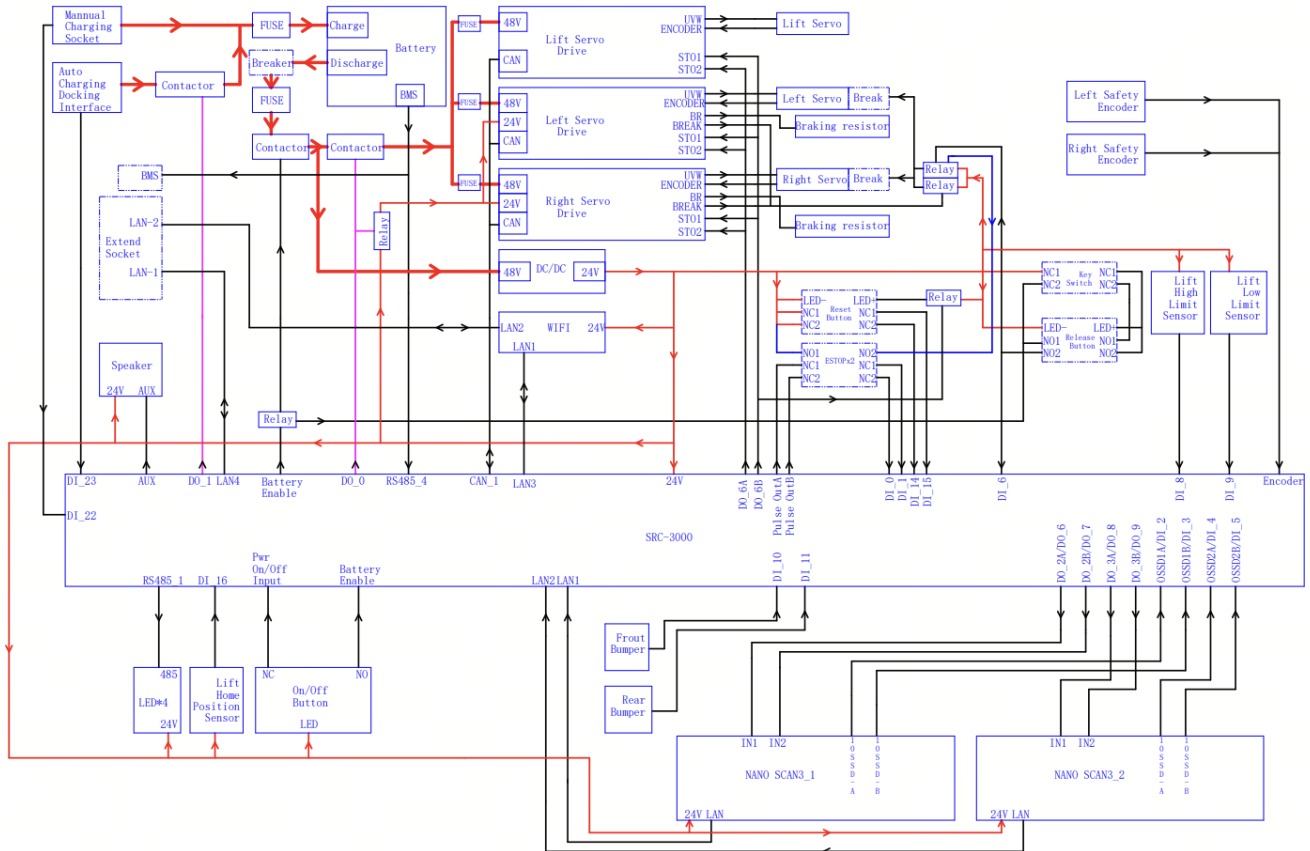 Mannual
Charging
Socket
FUSE
Charge
Battery
Breaker
Discharge
Auto
Charging
Docking
Interface
Contactor
FUSE
BMS
Contactor
Contactor
BMS
LAN-2
Extend
Socket
LAN-1
Relay
Speaker
24V AUX
Relay
FUSE
48V
Lift Servo
Drive
CAN
UVW
ENCODER
STO1
STO2
Lift Servo
FUSE
48V
24V
CAN
Left Servo
Drive
UVW
ENCODER
BR
BREAK
STO1
STO2
Left Servo
Break
Braking resistor
FUSE
48V
24V
CAN
Right Servo
Drive
UVW
ENCODER
BR
BREAK
STO1
STO2
Right Servo
Break
Braking resistor
Relay
Relay
Left Safety
Encoder
Right Safety
Encoder
48V
DC/DC
24V
LAN2
WIFI
24V
LAN1
LED-
NC1
NC2
Reset
Button
LED+
NC1
NC2
Relay
NO1
NC1
NC2
ESTOPx2
NO2
NC1
NC2
NC1
NC2
Key
Switch
NC1
NC2
LED-
NO1
NO2
Release
Button
LED+
NO1
NO2
Lift
High
Limit
Sensor
Lift
Low
Limit
Sensor
DI_23
AUX
DO_1
LAN4
Battery
Enable
DO_0
RS485_4
CAN_1
LAN3
24V
DO_6A
DO_6B
Pulse OutA
Pulse OutB
DI_0
DI_1
DI_14
DI_15
DI_6
DI_8
DI_9
Encoder
DI_22
SRC-3000
RS485_1
DI_16
Pwr
On/Off
Input
Battery
Enable
LAN2
LAN1
DI_10
DI_11
DO_2A/DO_6
DO_2B/DO_7
DO_3A/DO_8
DO_3B/DO_9
OSSD1A/DI_2
OSSD1B/DI_3
OSSD2A/DI_4
OSSD2B/DI_5
485
LED*4
24V
Lift
Home
Position
Sensor
NC
NO
On/Off
Button
LED
Frout
Bumper
Rear
Bumper
IN1
IN2
IOSSD-A
IOSSD-B
NANO SCAN3_1
24V LAN
IN1
IN2
IOSSD-A
IOSSD-B
NANO SCAN3_2
24V LAN